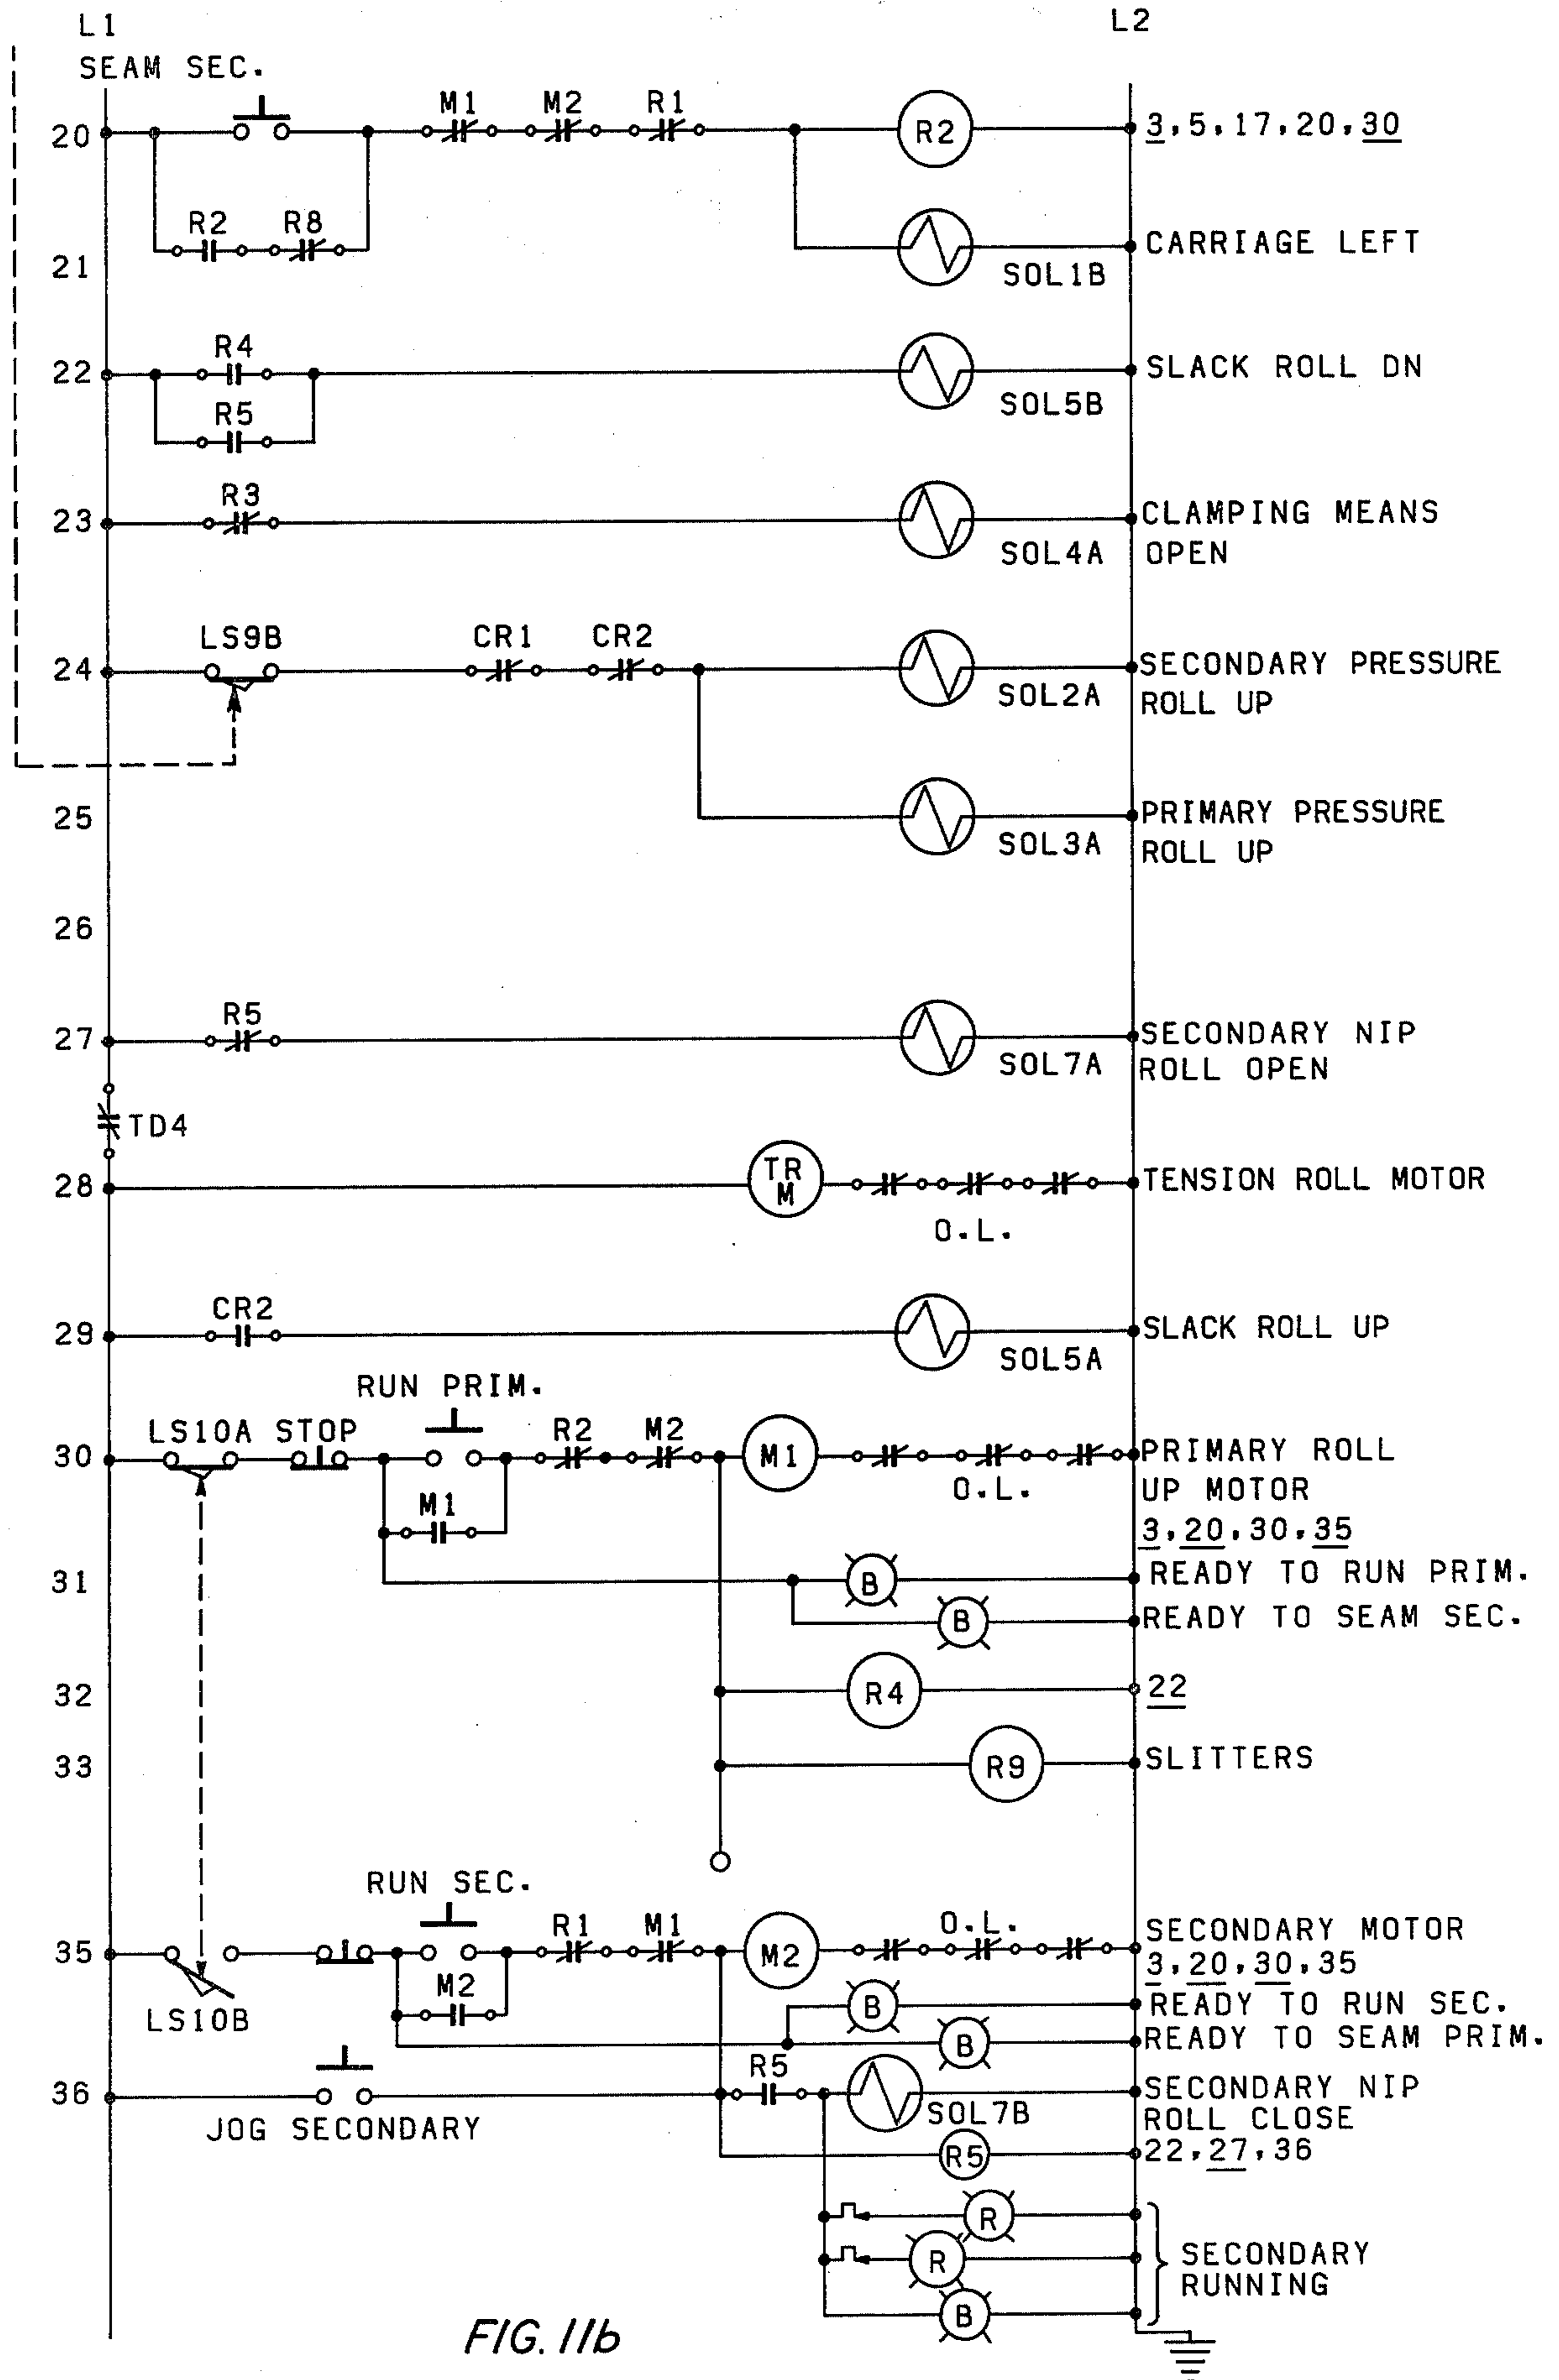 L1
L2
SEAM SEC.
20
M1
M2
R1
R2
3,5,17,20,30
R2
R8
21
SOL1B
CARRIAGE LEFT
22
R4
SOL5B
SLACK ROLL DN
R5
23
R3
SOL4A
CLAMPING MEANS
OPEN
24
LS9B
CR1
CR2
SOL2A
SECONDARY PRESSURE
ROLL UP
25
SOL3A
PRIMARY PRESSURE
ROLL UP
26
27
R5
SOL7A
SECONDARY NIP
ROLL OPEN
TD4
28
TR
M
O.L.
TENSION ROLL MOTOR
29
CR2
SOL5A
SLACK ROLL UP
RUN PRIM.
30
LS10A
STOP
R2
M2
M1
O.L.
PRIMARY ROLL
UP MOTOR
3,20,30,35
M1
31
B
READY TO RUN PRIM.
B
READY TO SEAM SEC.
32
R4
22
33
R9
SLITTERS
RUN SEC.
35
R1
M1
M2
O.L.
SECONDARY MOTOR
3,20,30,35
LS10B
M2
B
READY TO RUN SEC.
B
READY TO SEAM PRIM.
36
JOG SECONDARY
R5
SOL7B
SECONDARY NIP
ROLL CLOSE
R5
22,27,36
R
R
B
SECONDARY
RUNNING
FIG. 11b